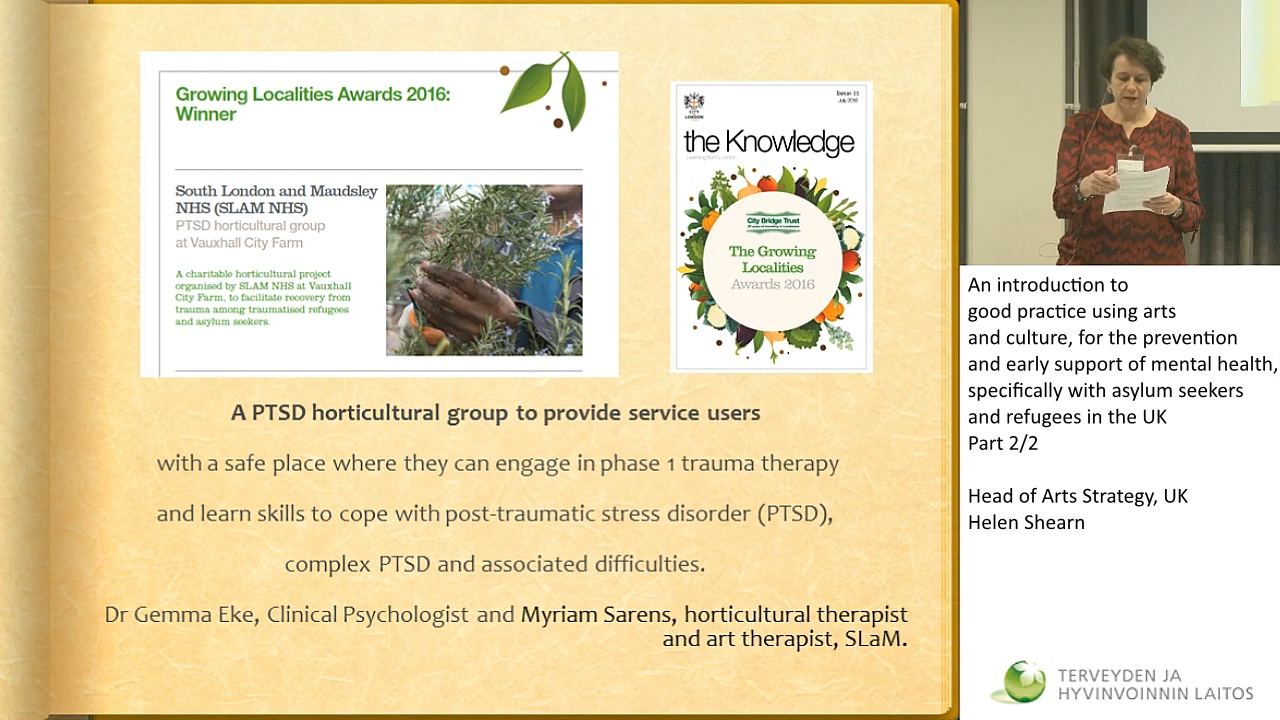 Growing Localities Awards 2016:
Winner
South London and Maudsley
NHS (SLAM NHS)
PTSD horticultural group
at Vauxhall City Farm
A charitable horticultural project
organised by SLAM NHS at Vauxhall
City Farm, to facilitate recovery from
trauma among traumatised refugees
and asylum seekers.
Issue 11
July 2016
LONDON
the Knowledge
Learning from London
City Bridge Trust
The Growing
Localities
Awards 2016
A PTSD horticultural group to provide service users
with a safe place where they can engage in phase 1 trauma therapy
and learn skills to cope with post-traumatic stress disorder (PTSD),
complex PTSD and associated difficulties.
Dr Gemma Eke, Clinical Psychologist and Myriam Sarens, horticultural therapist
and art therapist, SLaM.
An introduction to
good practice using arts
and culture, for the prevention
and early support of mental health,
specifically with asylum seekers
and refugees in the UK
Part 2/2
Head of Arts Strategy, UK
Helen Shearn
TERVEYDEN JA
HYVINVOINNIN LAITOS